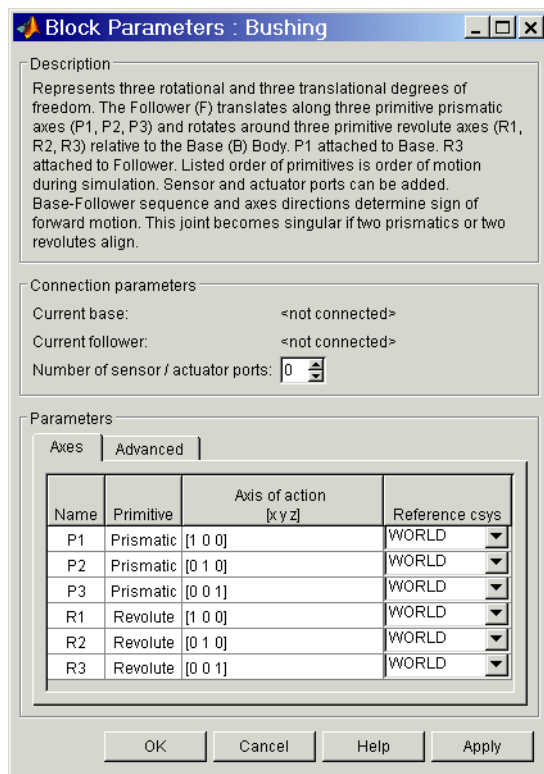 Block Parameters : Bushing
Description
Represents three rotational and three translational degrees of
freedom. The Follower (F) translates along three primitive prismatic
axes (P1, P2, P3) and rotates around three primitive revolute axes (R1,
R2, R3) relative to the Base (B) Body. P1 attached to Base. R3
attached to Follower. Listed order of primitives is order of motion
during simulation. Sensor and actuator ports can be added.
Base-Follower sequence and axes directions determine sign of
forward motion. This joint becomes singular if two prismatics or two
revolutes align.
Connection parameters
Current base: <not connected>
Current follower: <not connected>
Number of sensor / actuator ports: 0
Parameters
Axes Advanced
Name Primitive Axis of action [x y z] Reference csys
P1 Prismatic [1 0 0] WORLD
P2 Prismatic [0 1 0] WORLD
P3 Prismatic [0 0 1] WORLD
R1 Revolute [1 0 0] WORLD
R2 Revolute [0 1 0] WORLD
R3 Revolute [0 0 1] WORLD
OK Cancel Help Apply